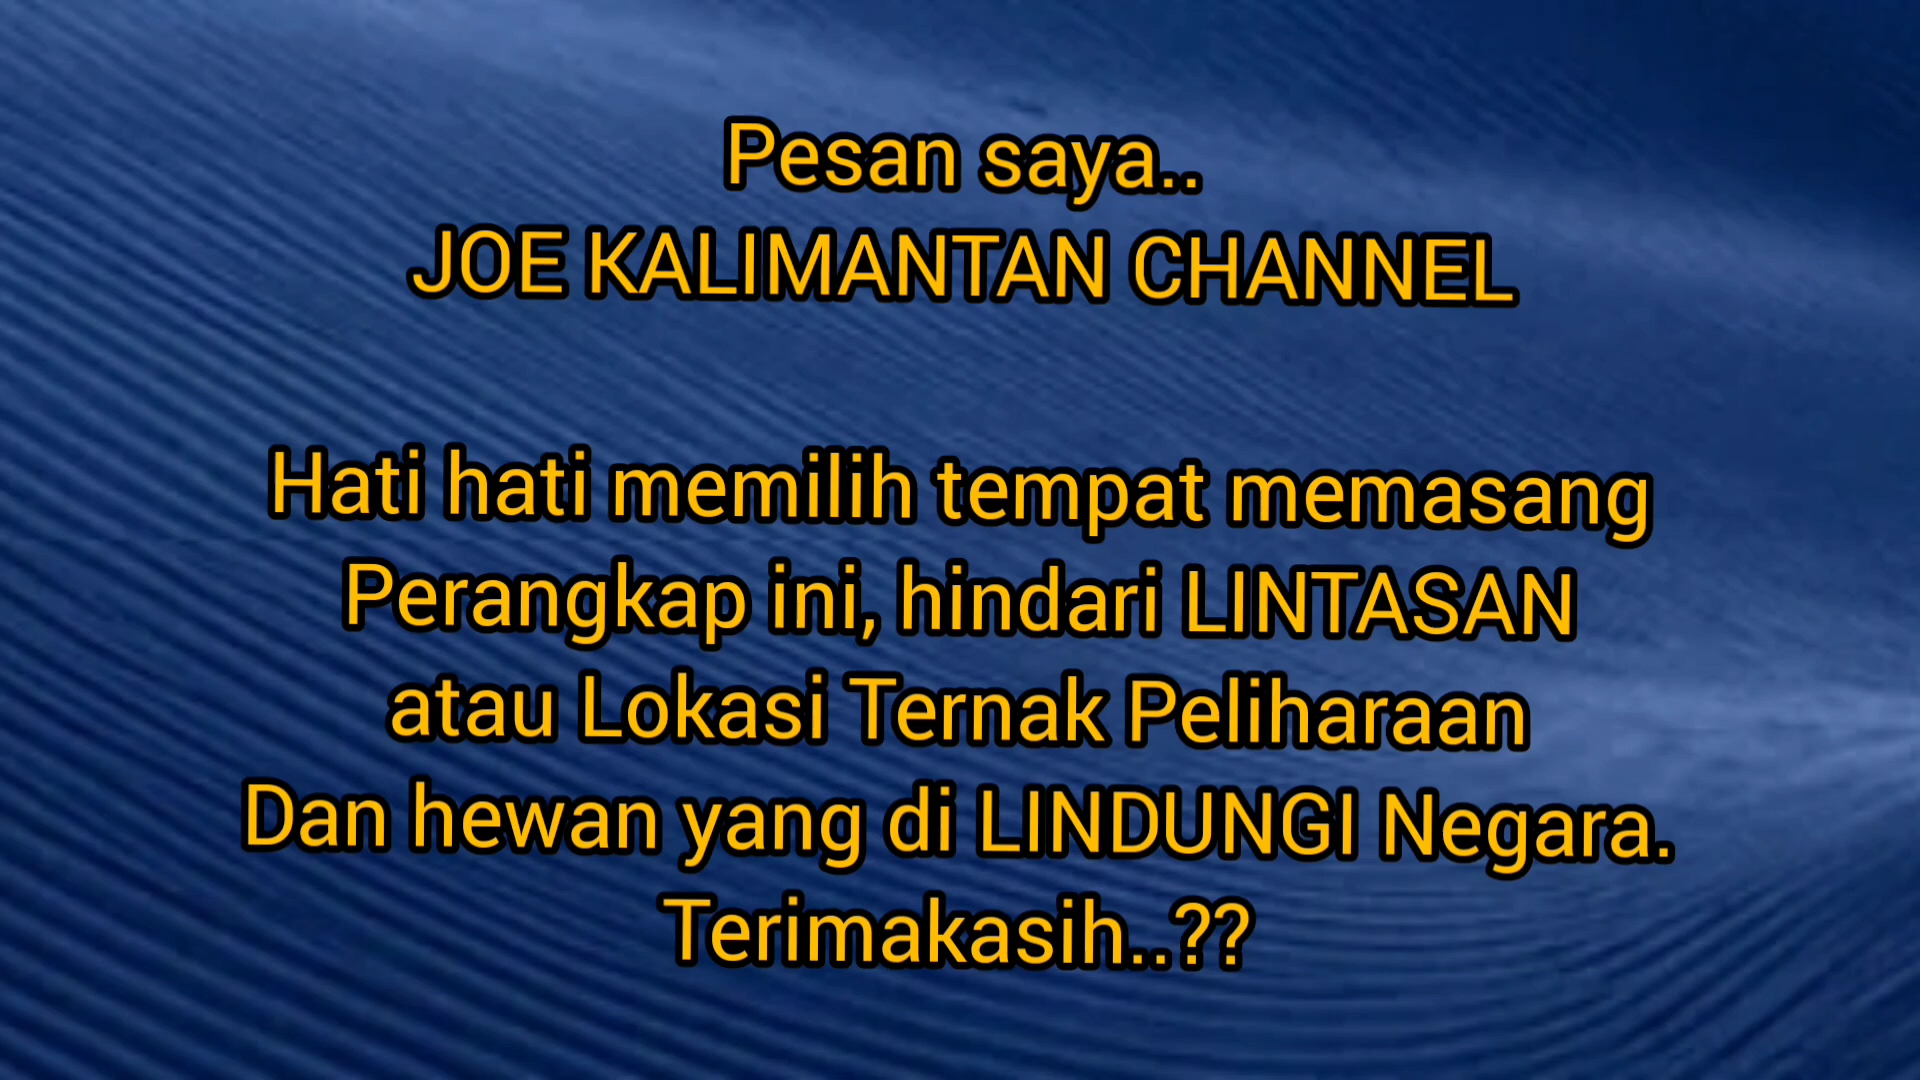 Pesan saya..
JOE KALIMANTAN CHANNEL
Hati hati memilih tempat memasang
Perangkap ini, hindari LINTASAN
atau Lokasi Ternak Peliharaan
Dan hewan yang di LINDUNGI Negara.
Terimakasih..??